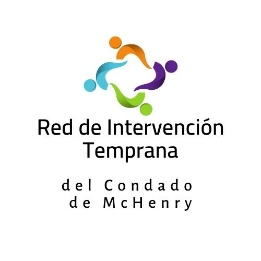 Red de Intervención
Temprana
del Condado
de McHenry